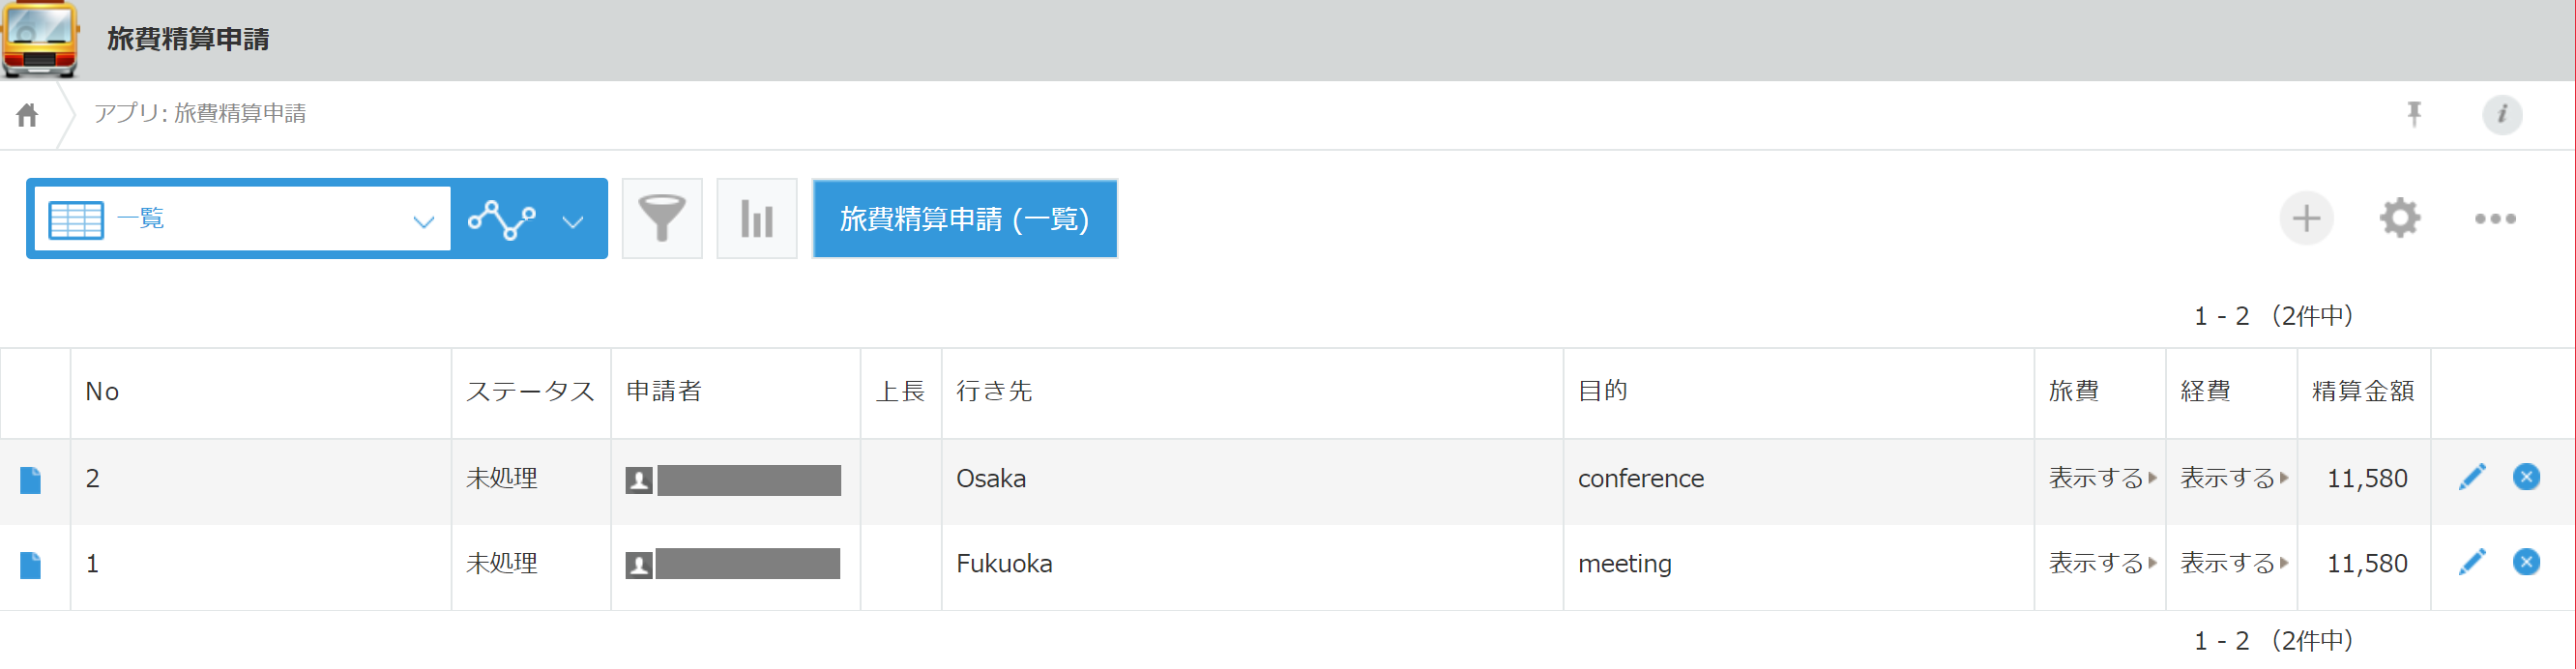 旅費精算申請
アプリ: 旅費精算申請
一覧 旅費精算申請 (一覧)
1 - 2 （2件中）
No ステータス 申請者 上長 行き先 目的 旅費 経費 精算金額
2 未処理 Osaka conference 表示する 表示する 11,580
1 未処理 Fukuoka meeting 表示する 表示する 11,580
1 - 2 （2件中）